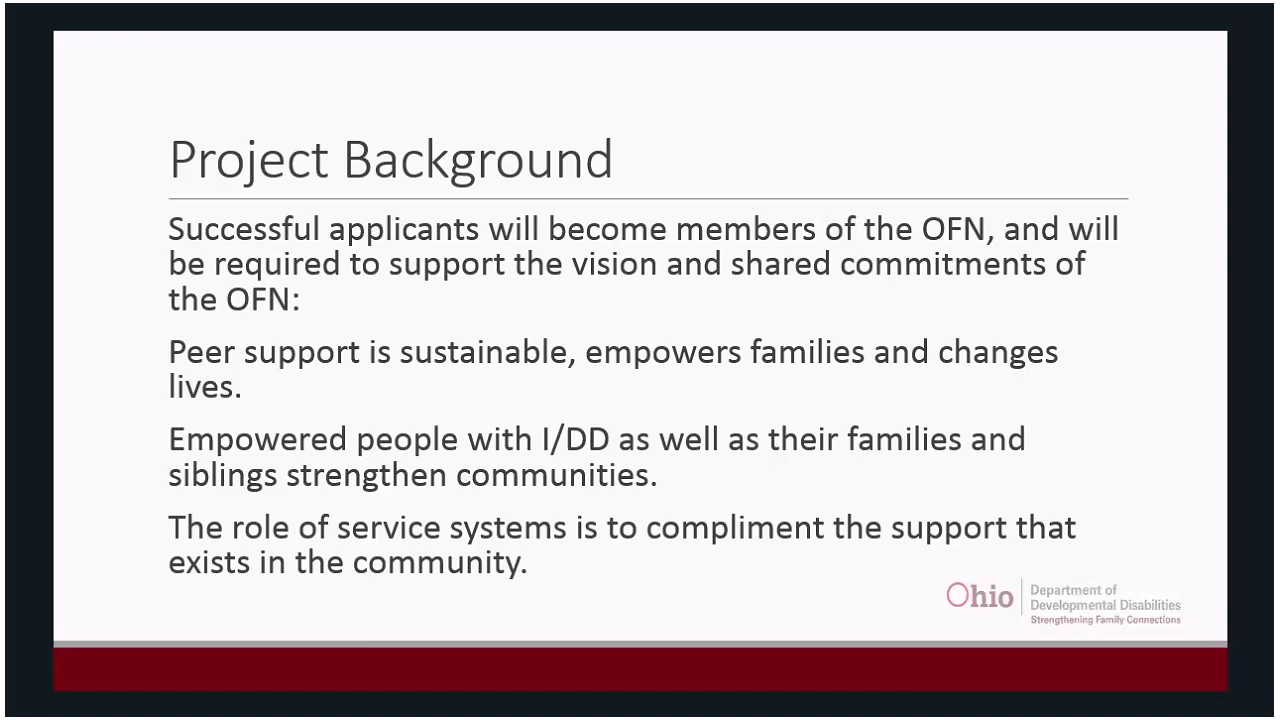 Project Background
Successful applicants will become members of the OFN, and will
be required to support the vision and shared commitments of
the OFN:
Peer support is sustainable, empowers families and changes
lives.
Empowered people with I/DD as well as their families and
siblings strengthen communities.
The role of service systems is to compliment the support that
exists in the community.
Ohio
Department of
Developmental Disabilities
Strengthening Family Connections